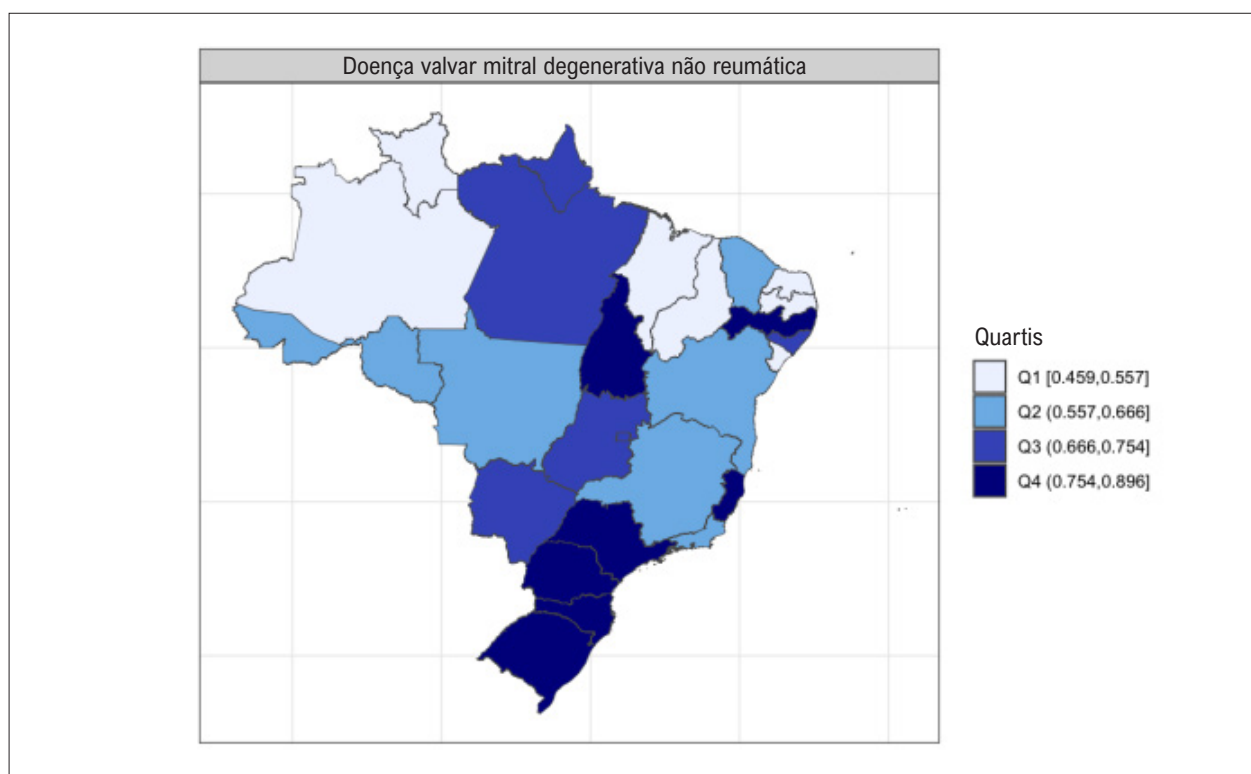 Doença valvar mitral degenerativa não reumática
Quartis
Q1 [0.459,0.557]
Q2 (0.557,0.666]
Q3 (0.666,0.754]
Q4 (0.754,0.896]